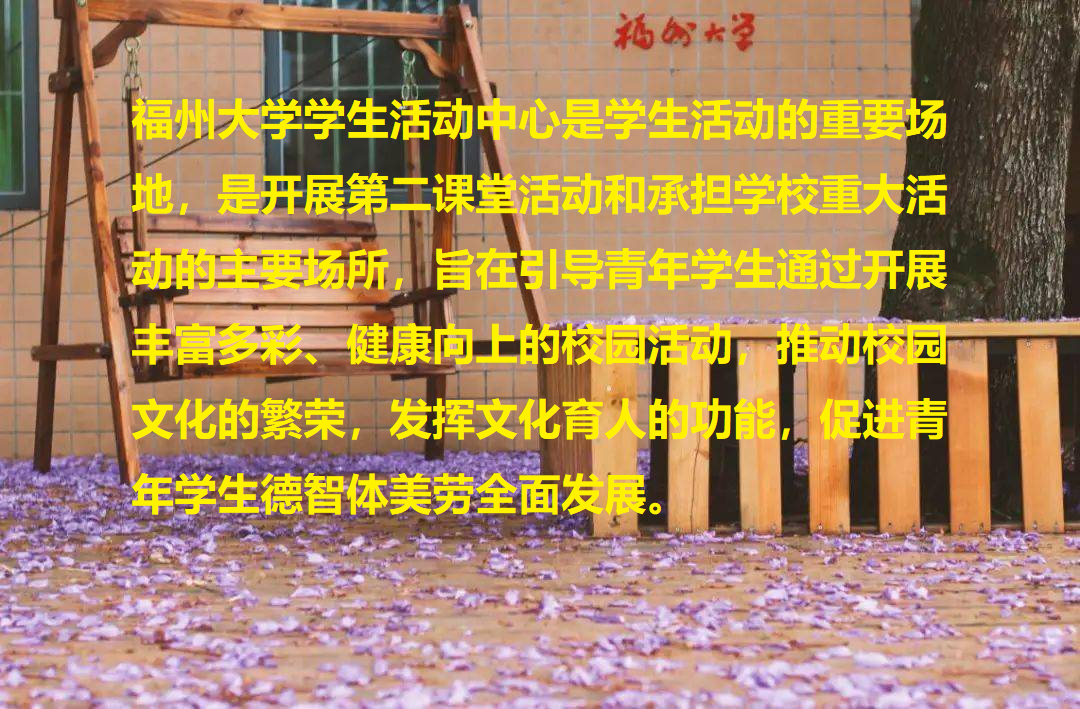 福州大学
福州大学学生活动中心是学生活动的重要场
地，是开展第二课堂活动和承担学校重大活
动的主要场所，旨在引导青年学生通过开展
丰富多彩、健康向上的校园活动，推动校园
文化的繁荣，发挥文化育人的功能，促进青
年学生德智体美劳全面发展。